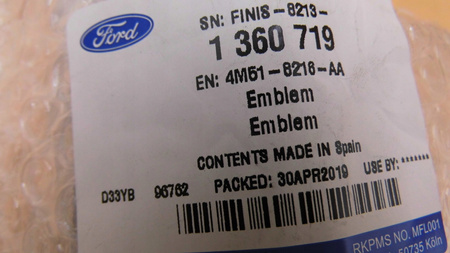 Ford
SN: FINIS-8213-
1 360 719
EN: 4M51-8216-AA
Emblem
Emblem
CONTENTS MADE IN Spain
D33YB 96762 PACKED: 30APR2019 USE BY: *******
RKPMS NO. MFL001
50735 Köln